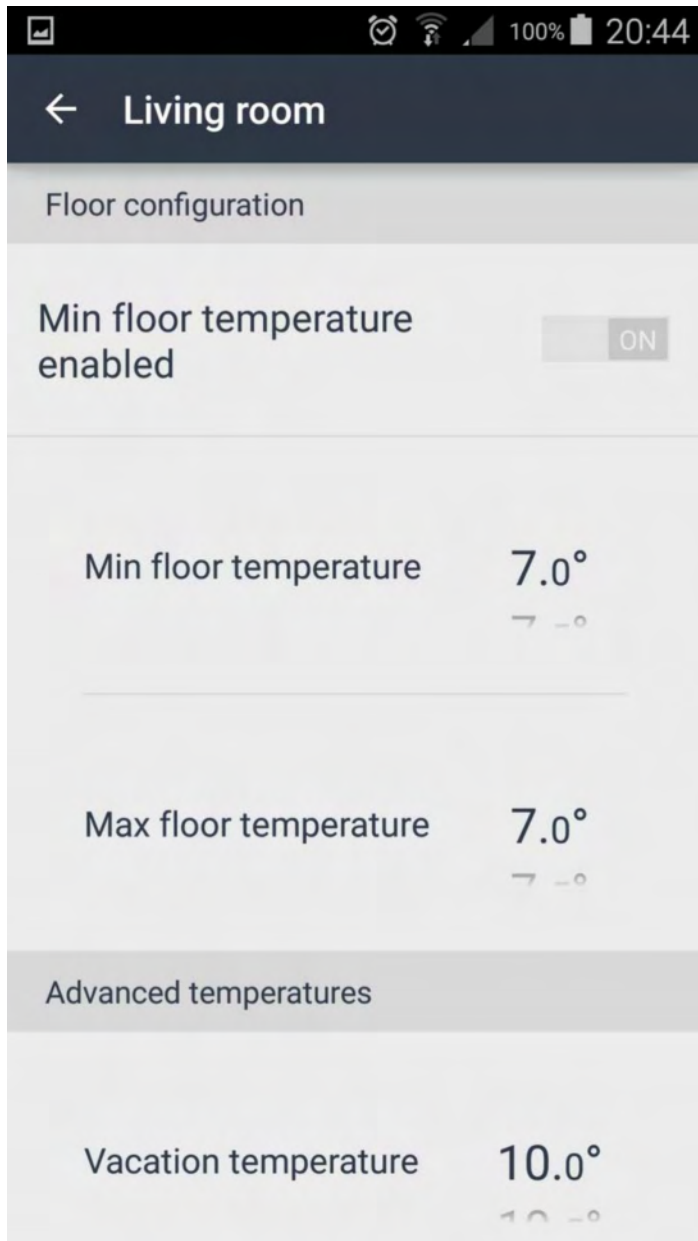 100% 20:44
Living room
Floor configuration
Min floor temperature
enabled
ON
Min floor temperature 7.0°
Max floor temperature 7.0°
Advanced temperatures
Vacation temperature 10.0°